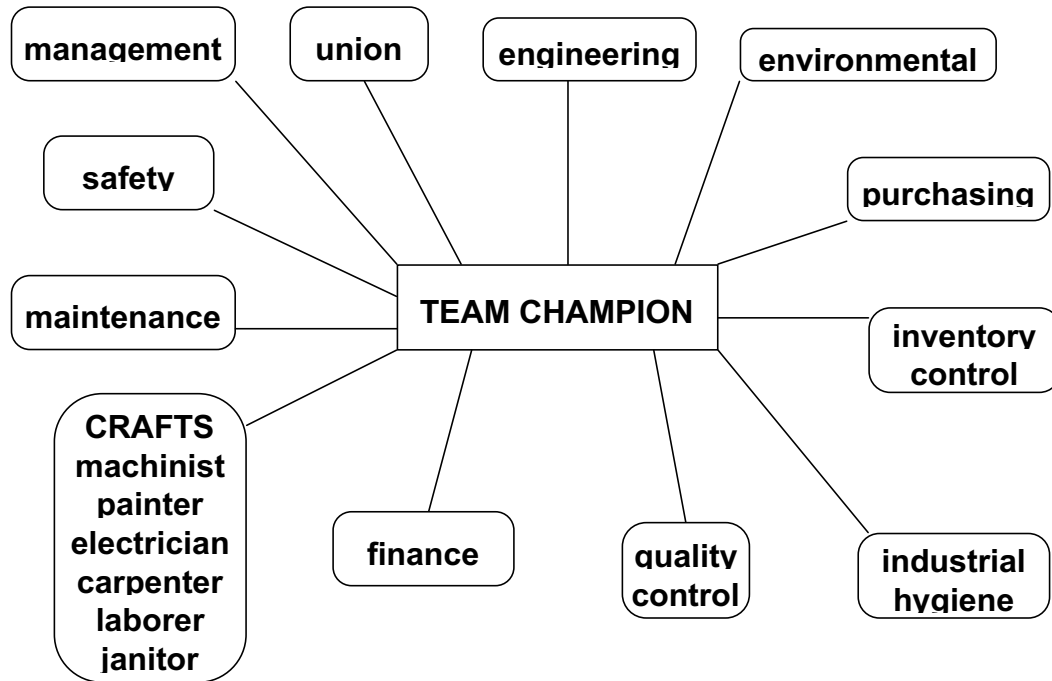 management
union
engineering
environmental
safety
purchasing
maintenance
TEAM CHAMPION
inventory
control
CRAFTS
machinist
painter
electrician
carpenter
laborer
janitor
finance
quality
control
industrial
hygiene